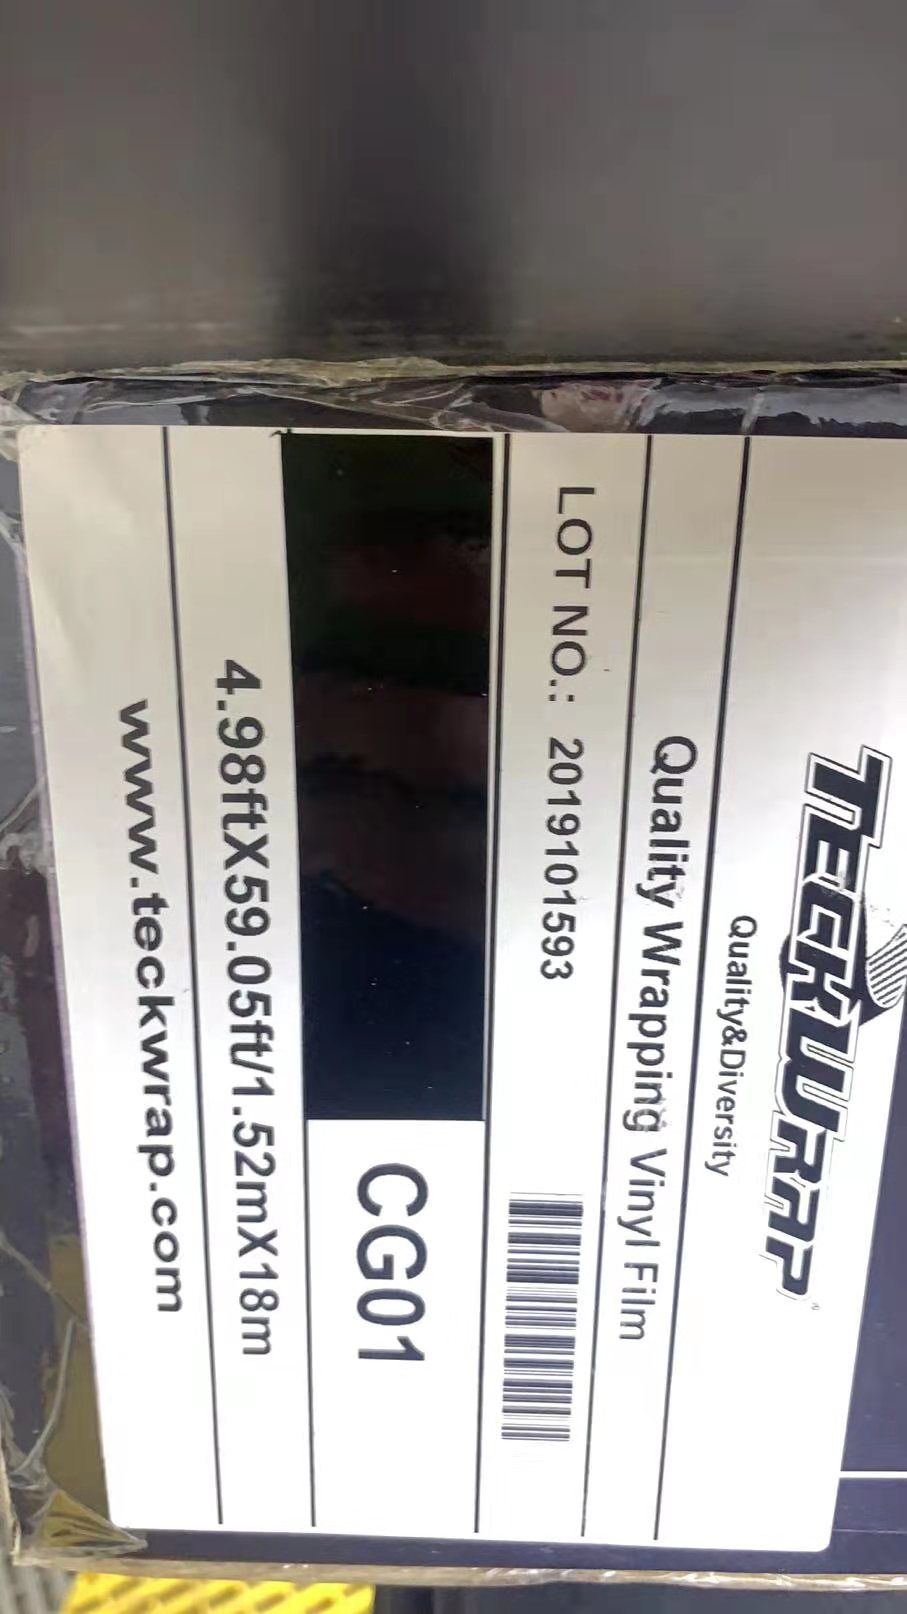 TECKWRAP®
Quality&Diversity
Quality Wrapping Vinyl Film
LOT NO.: 2019101593
CG01
4.98ftX59.05ft/1.52mX18m
www.teckwrap.com